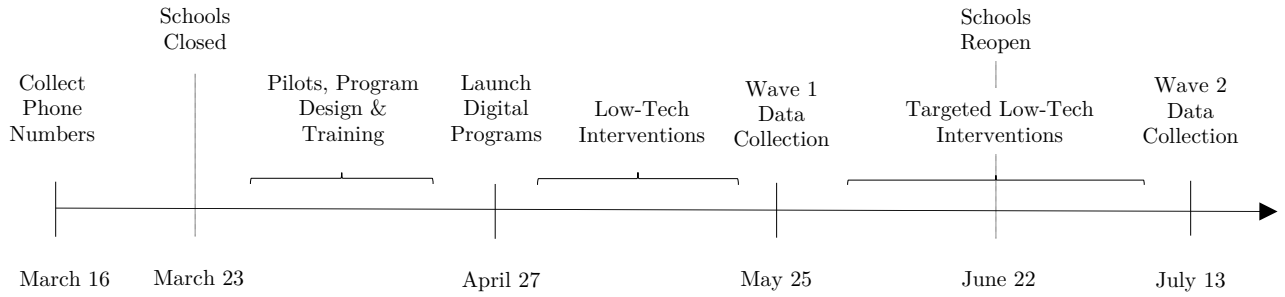 Schools
Closed
Schools
Reopen
Collect
Phone
Numbers
Pilots, Program
Design &
Training
Launch
Digital
Programs
Low-Tech
Interventions
Wave 1
Data
Collection
Targeted Low-Tech
Interventions
Wave 2
Data
Collection
March 16
March 23
April 27
May 25
June 22
July 13